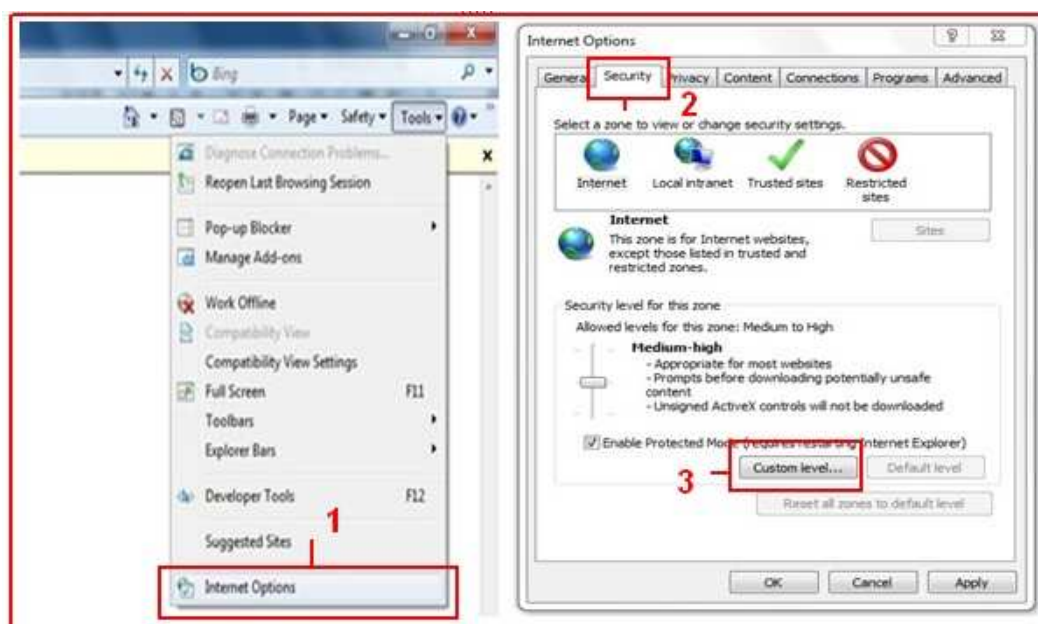 Bing
Page Safety Tools
Diagnose Connection Problems...
Reopen Last Browsing Session
Pop-up Blocker
Manage Add-ons
Work Offline
Compatibility View
Compatibility View Settings
Full Screen F11
Toolbars
Explorer Bars
Developer Tools F12
1
Suggested Sites
Internet Options
Internet Options
General Security Privacy Content Connections Programs Advanced
2
Select a zone to view or change security settings.
Internet Local intranet Trusted sites Restricted
sites
Internet
Sites
This zone is for Internet websites,
except those listed in trusted and
restricted zones.
Security level for this zone
Allowed levels for this zone: Medium to High
Medium-high
- Appropriate for most websites
- Prompts before downloading potentially unsafe
content
- Unsigned ActiveX controls will not be downloaded
Enable Protected Mode (requires restarting Internet Explorer)
3
Custom level... Default level
Reset all zones to default level
OK Cancel Apply